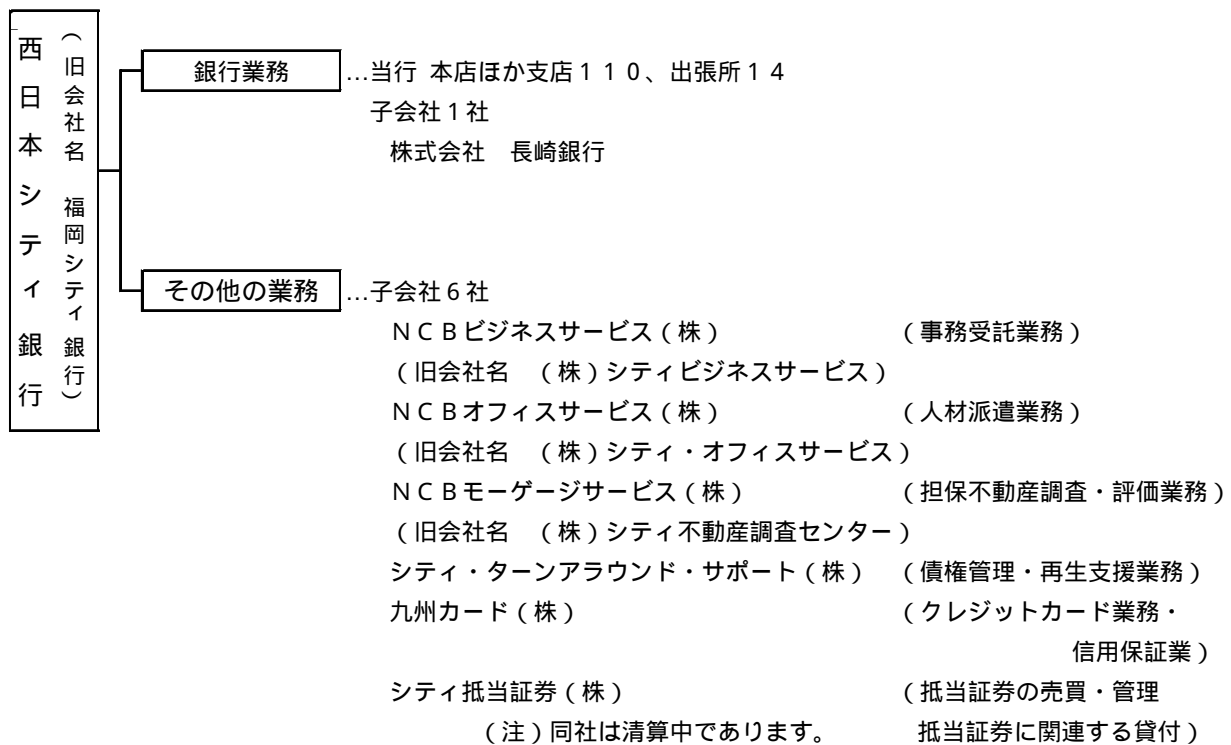 西日本シティ銀行
（旧会社名　福岡シティ銀行）
銀行業務 …当行 本店ほか支店１１０、出張所１４
子会社１社
株式会社　長崎銀行
その他の業務 …子会社６社
ＮＣＢビジネスサービス（株）　（事務受託業務）
（旧会社名　（株）シティビジネスサービス）
ＮＣＢオフィスサービス（株）　（人材派遣業務）
（旧会社名　（株）シティ・オフィスサービス）
ＮＣＢモーゲージサービス（株）　（担保不動産調査・評価業務）
（旧会社名　（株）シティ不動産調査センター）
シティ・ターンアラウンド・サポート（株）　（債権管理・再生支援業務）
九州カード（株）　（クレジットカード業務・
信用保証業）
シティ抵当証券（株）　（抵当証券の売買・管理
（注）同社は清算中であります。　抵当証券に関連する貸付）